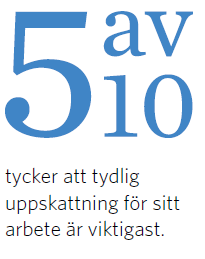 5 av
10
tycker att tydlig
uppskattning för sitt
arbete är viktigast.